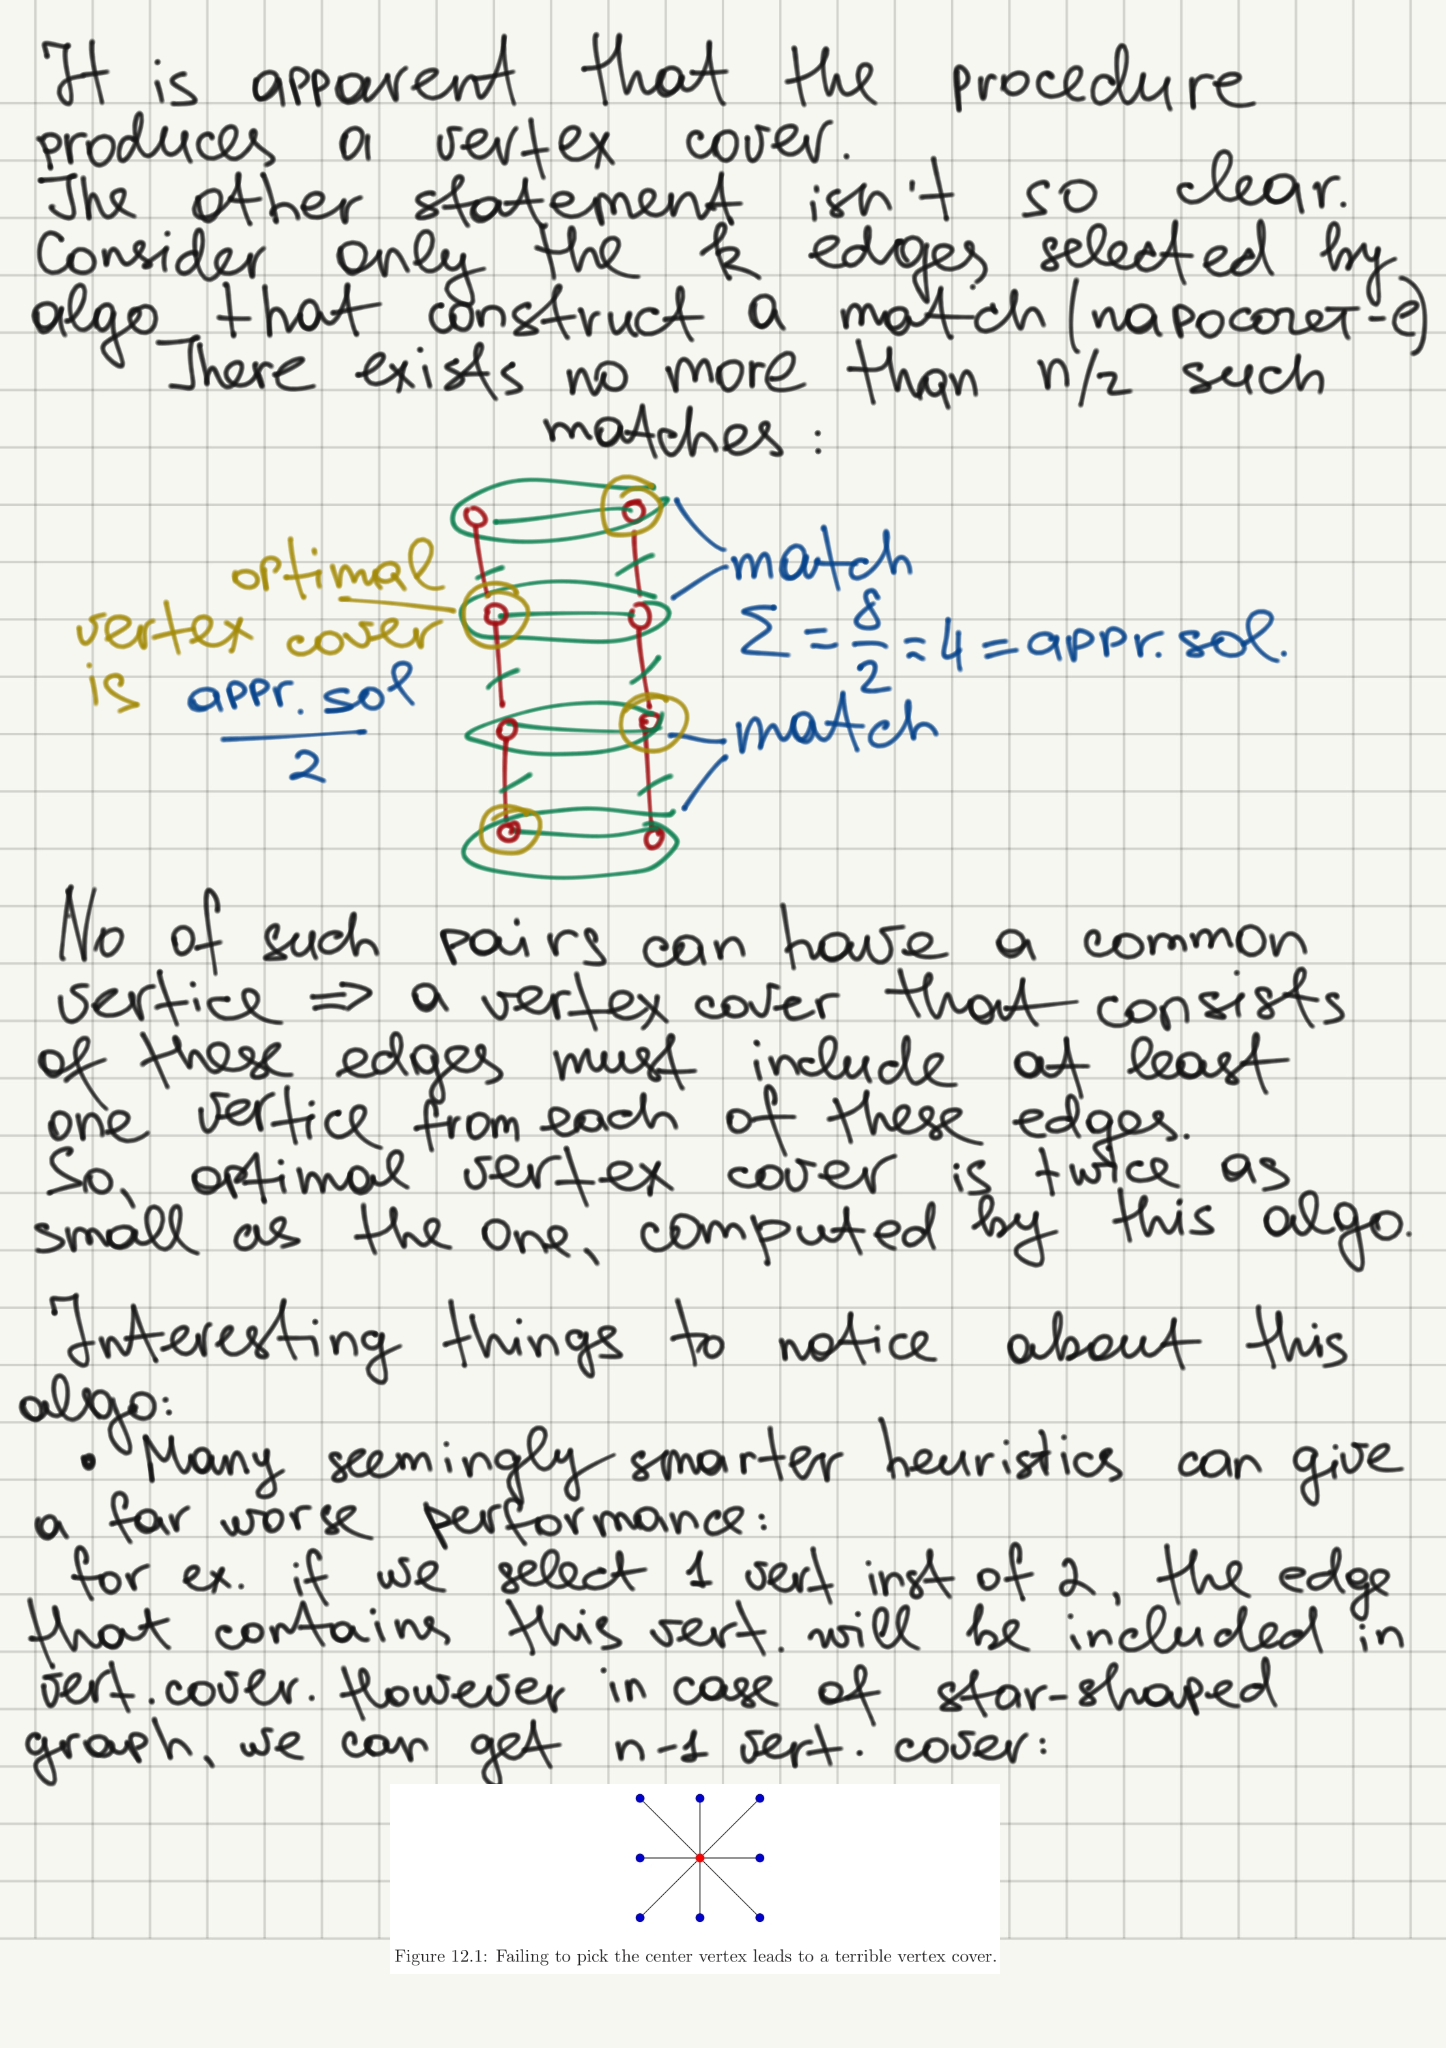 It is apparent that the procedure
produces a vertex cover.
The other statement isn't so clear.
Consider only the k edges selected by
algo that construct a match (паросочет-е)
There exists no more than n/2 such
matches:
optimal
vertex cover
is appr. sol
2
match
Σ = 8/2 = 4 = appr. sol.
match
No of such pairs can have a common
vertice => a vertex cover that consists
of these edges must include at least
one vertice from each of these edges.
So, optimal vertex cover is twice as
small as the one, computed by this algo.
Interesting things to notice about this
algo:
• Many seemingly smarter heuristics can give
a far worse performance:
for ex. if we select 1 vert inst of 2, the edge
that contains this vert. will be included in
vert. cover. However in case of star-shaped
graph, we can get n-1 vert. cover:
Figure 12.1: Failing to pick the center vertex leads to a terrible vertex cover.